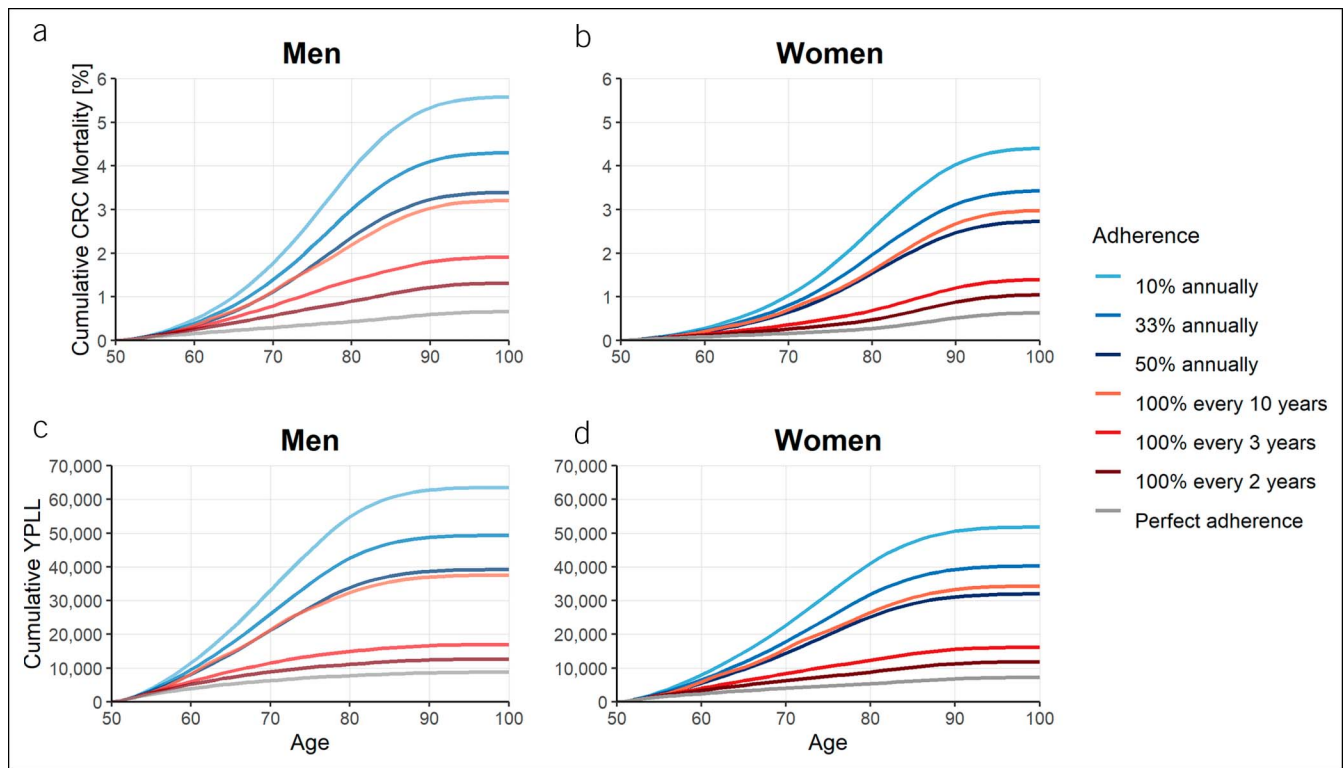 a
Men
Cumulative CRC Mortality [%]
6
5
4
3
2
1
0
50 60 70 80 90 100
b
Women
6
5
4
3
2
1
0
50 60 70 80 90 100
c
Men
Cumulative YPLL
70,000
60,000
50,000
40,000
30,000
20,000
10,000
0
50 60 70 80 90 100
Age
d
Women
70,000
60,000
50,000
40,000
30,000
20,000
10,000
0
50 60 70 80 90 100
Age
Adherence
10% annually
33% annually
50% annually
100% every 10 years
100% every 3 years
100% every 2 years
Perfect adherence